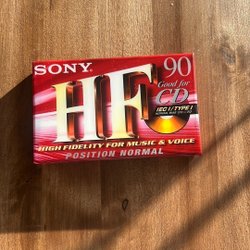 SONY
HF
90
Good for
CD
IEC I / TYPE I
HIGH FIDELITY FOR MUSIC & VOICE
POSITION NORMAL